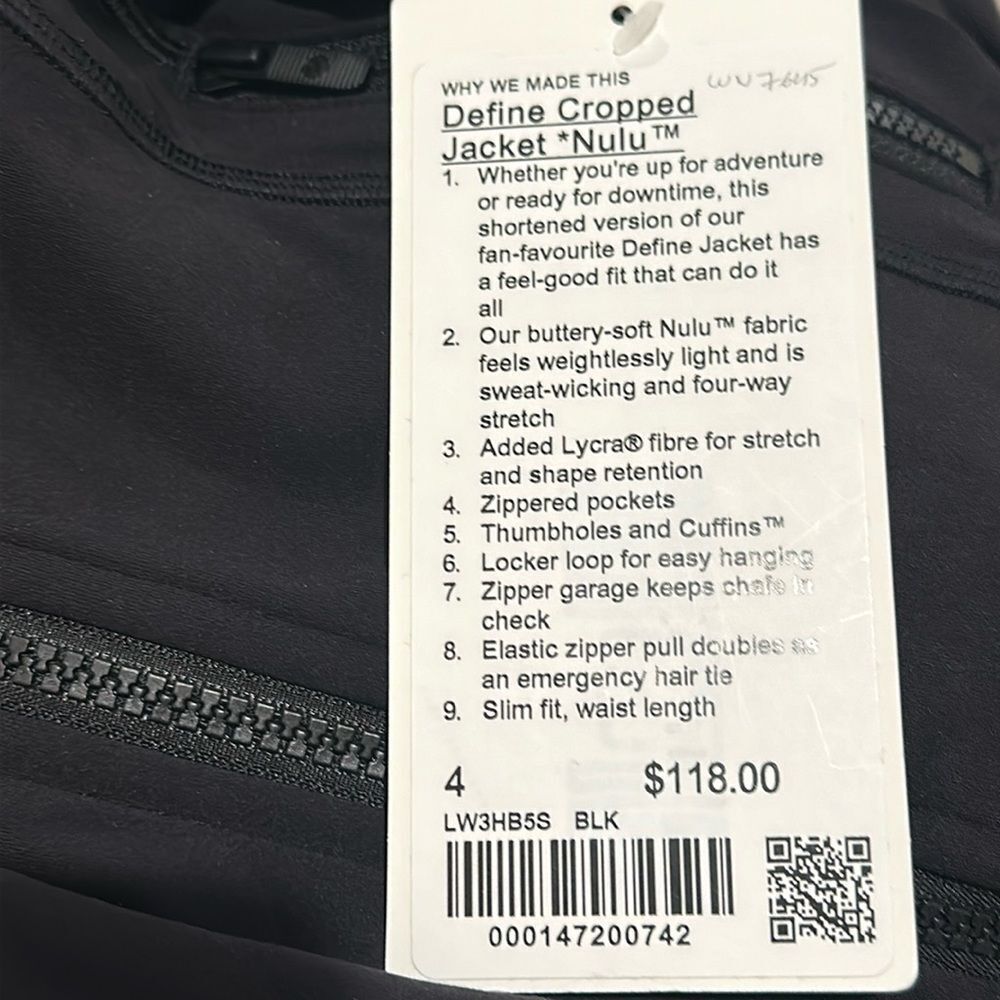 WHY WE MADE THIS
Define Cropped
Jacket *Nulu™
1. Whether you're up for adventure
or ready for downtime, this
shortened version of our
fan-favourite Define Jacket has
a feel-good fit that can do it
all
2. Our buttery-soft Nulu™ fabric
feels weightlessly light and is
sweat-wicking and four-way
stretch
3. Added Lycra® fibre for stretch
and shape retention
4. Zippered pockets
5. Thumbholes and Cuffins™
6. Locker loop for easy hanging
7. Zipper garage keeps chafe in
check
8. Elastic zipper pull doubles as
an emergency hair tie
9. Slim fit, waist length
4 $118.00
LW3HB5S BLK
000147200742